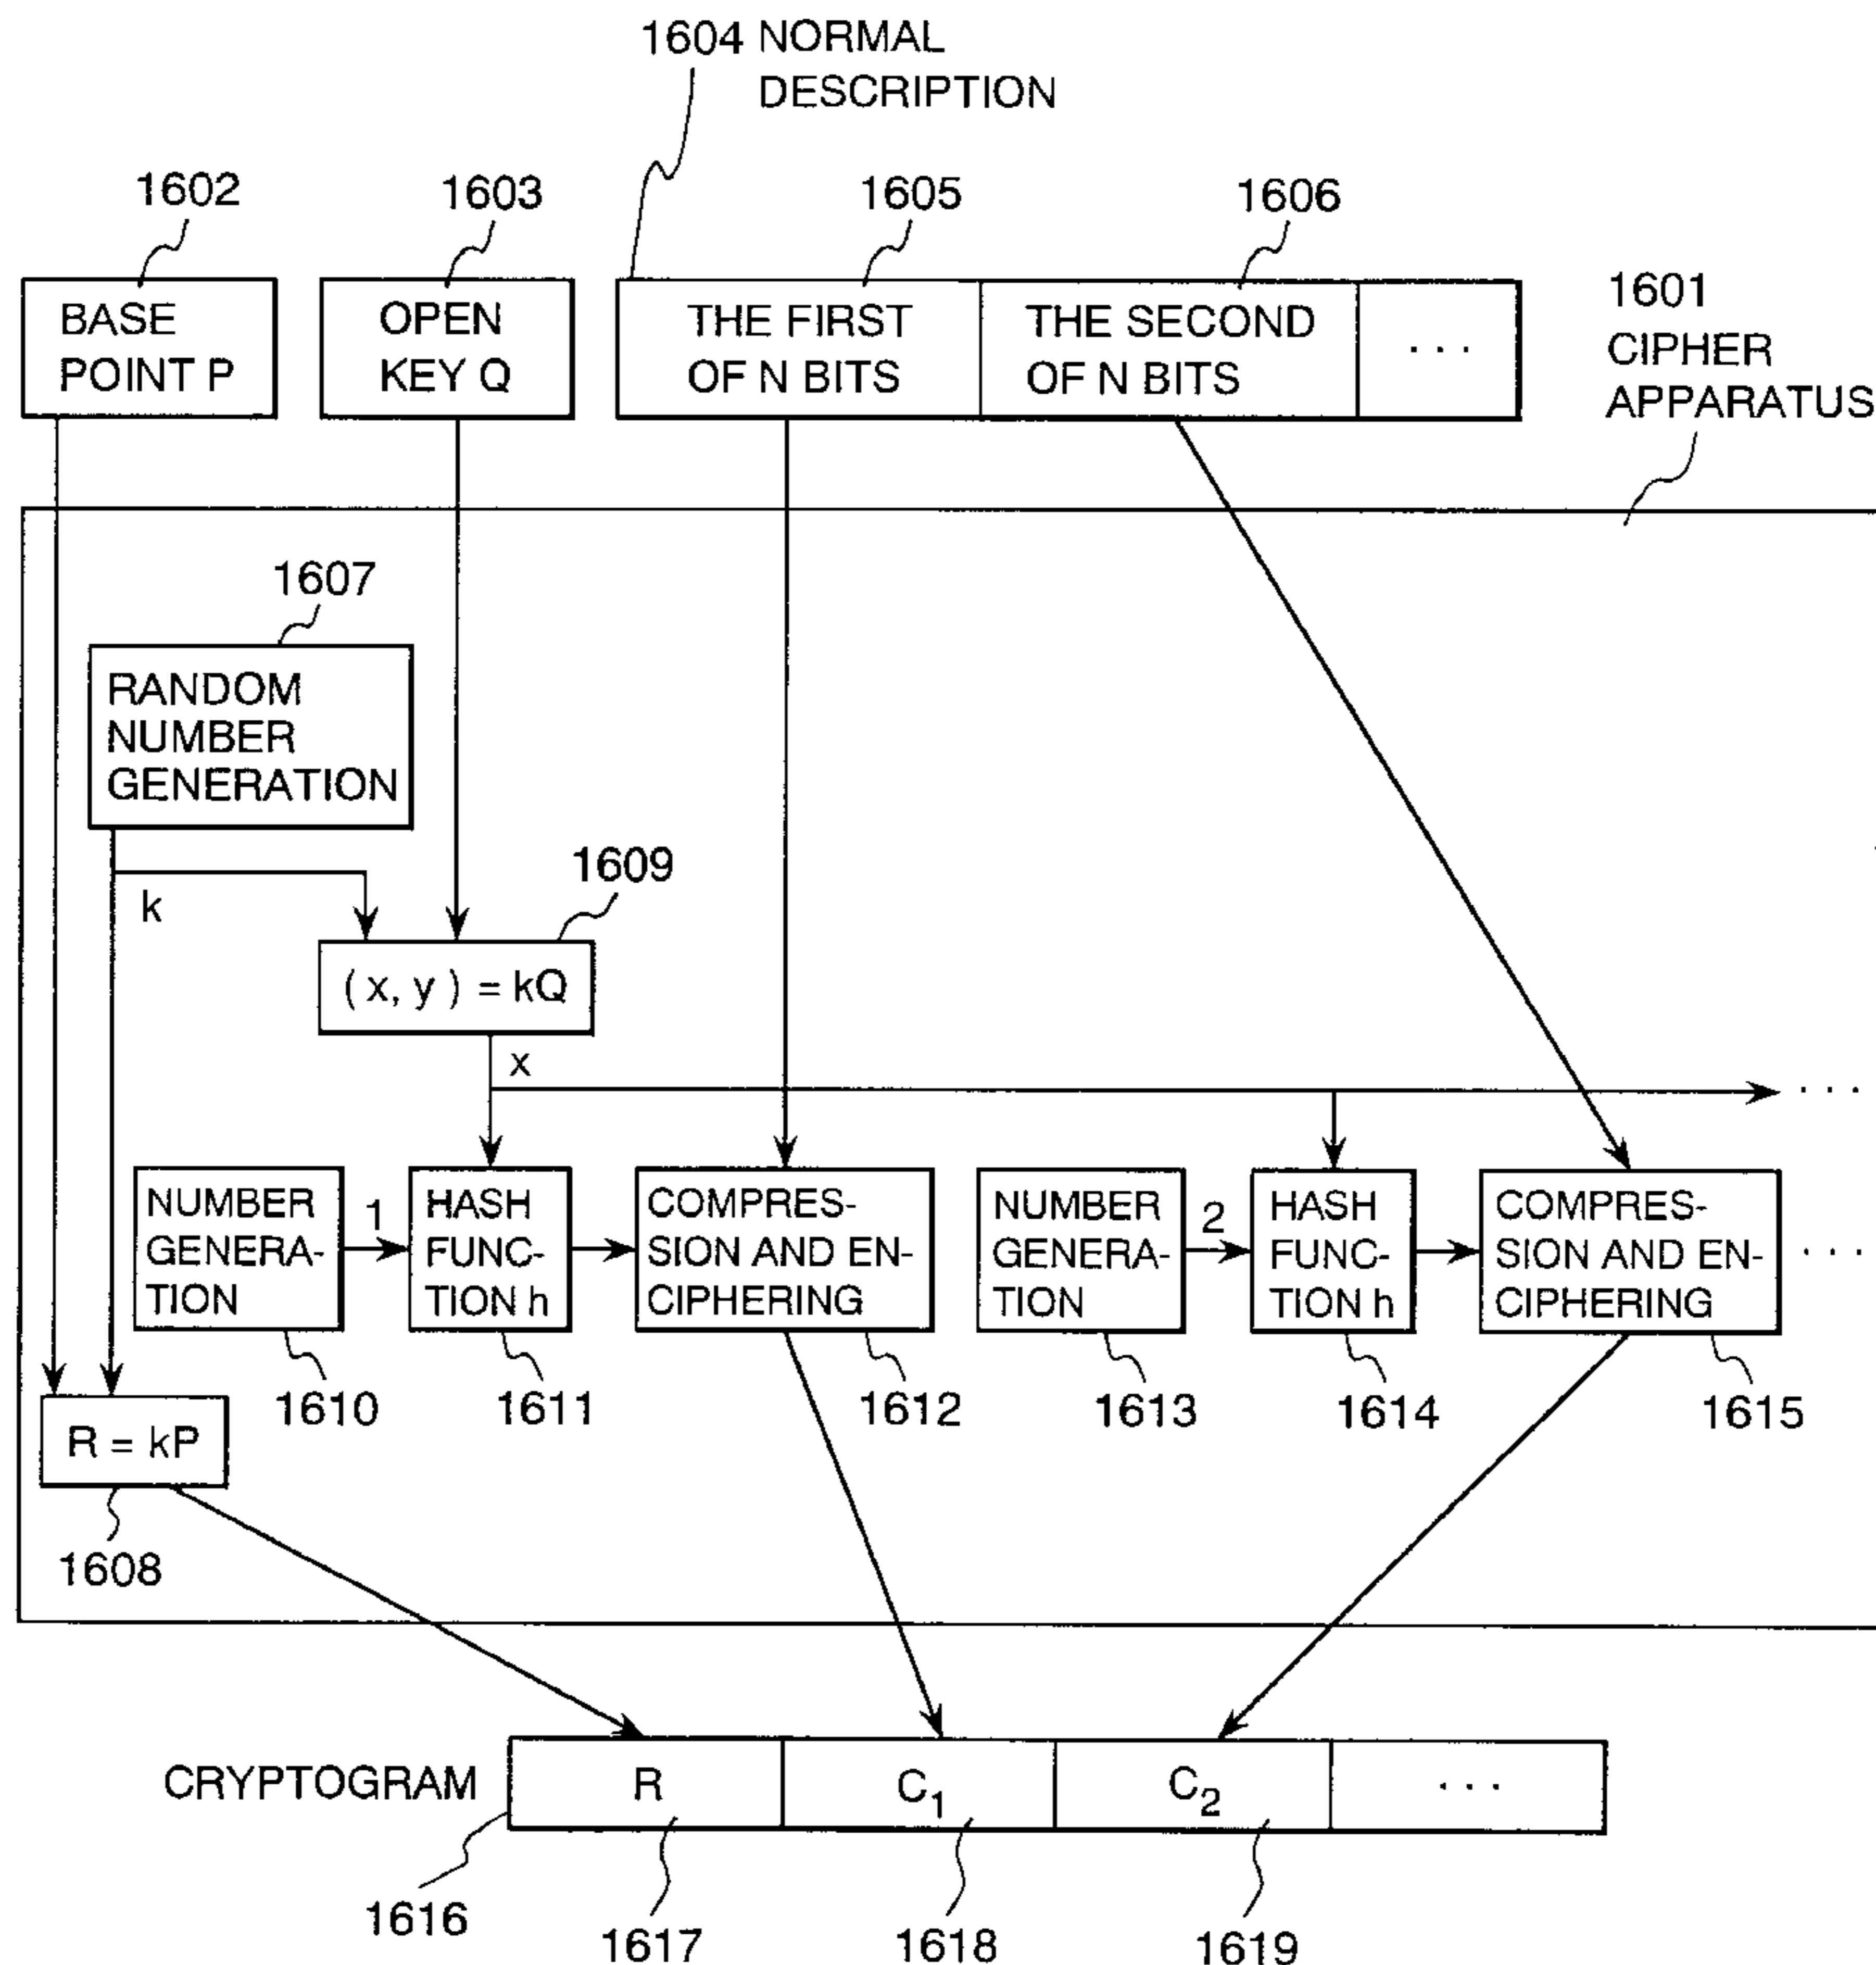 1604 NORMAL
DESCRIPTION
1602
1603
1605
1606
BASE
POINT P
OPEN
KEY Q
THE FIRST
OF N BITS
THE SECOND
OF N BITS
· · ·
1601
CIPHER
APPARATUS
1607
RANDOM
NUMBER
GENERATION
k
1609
( x, y ) = kQ
x
· · ·
NUMBER
GENERA-
TION
1
HASH
FUNC-
TION h
COMPRES-
SION AND EN-
CIPHERING
NUMBER
GENERA-
TION
2
HASH
FUNC-
TION h
COMPRES-
SION AND EN-
CIPHERING
· · ·
1610
1611
1612
1613
1614
1615
R = kP
1608
CRYPTOGRAM
R
C₁
C₂
· · ·
1616
1617
1618
1619